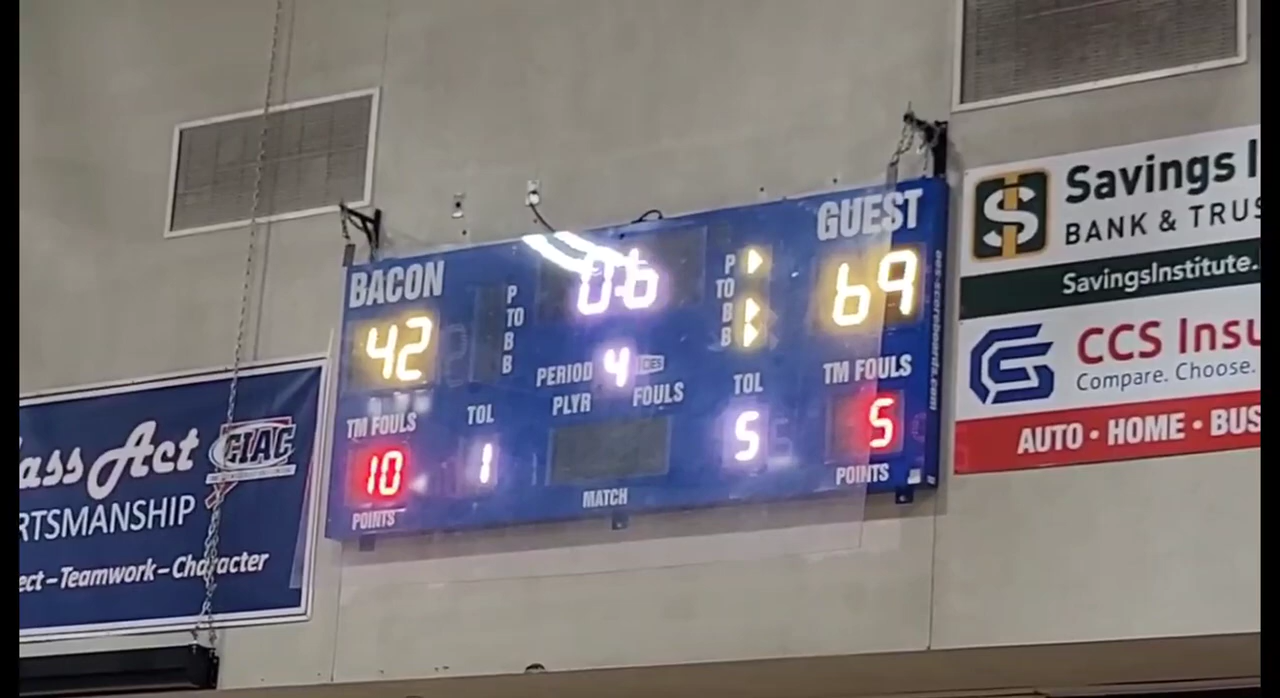 BACON
42
TM FOULS
10
POINTS
TOL
1
P
TO
B
B
0:6
PERIOD 4
PLYR FOULS
MATCH
P
TO
B
B
TOL
5
GUEST
69
TM FOULS
5
POINTS
ass Act
CIAC
RTSMANSHIP
ect–Teamwork–Character
$
Savings I
BANK & TRUS
SavingsInstitute.
CCS Insu
Compare. Choose.
AUTO • HOME • BUS